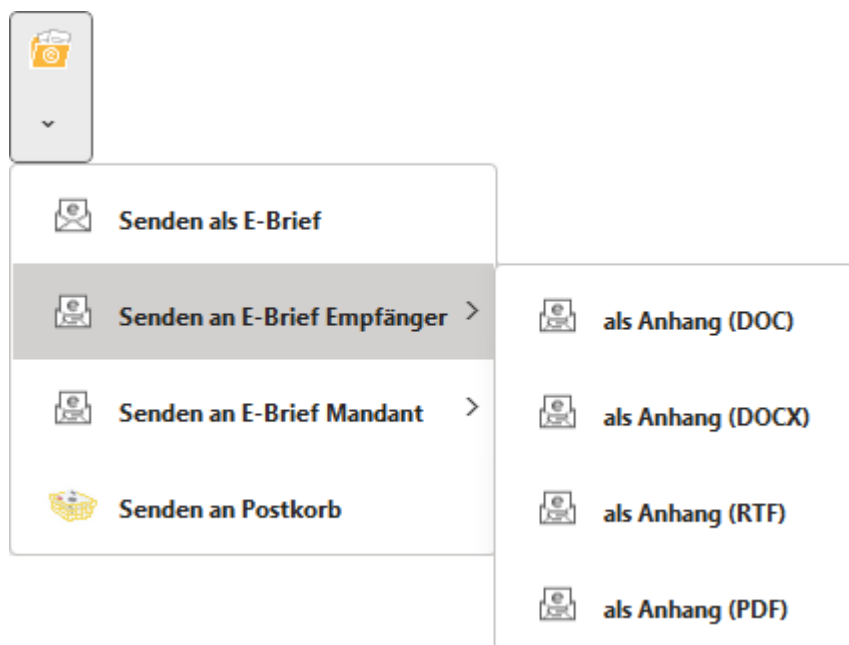 Senden als E-Brief
Senden an E-Brief Empfänger
Senden an E-Brief Mandant
Senden an Postkorb
als Anhang (DOC)
als Anhang (DOCX)
als Anhang (RTF)
als Anhang (PDF)